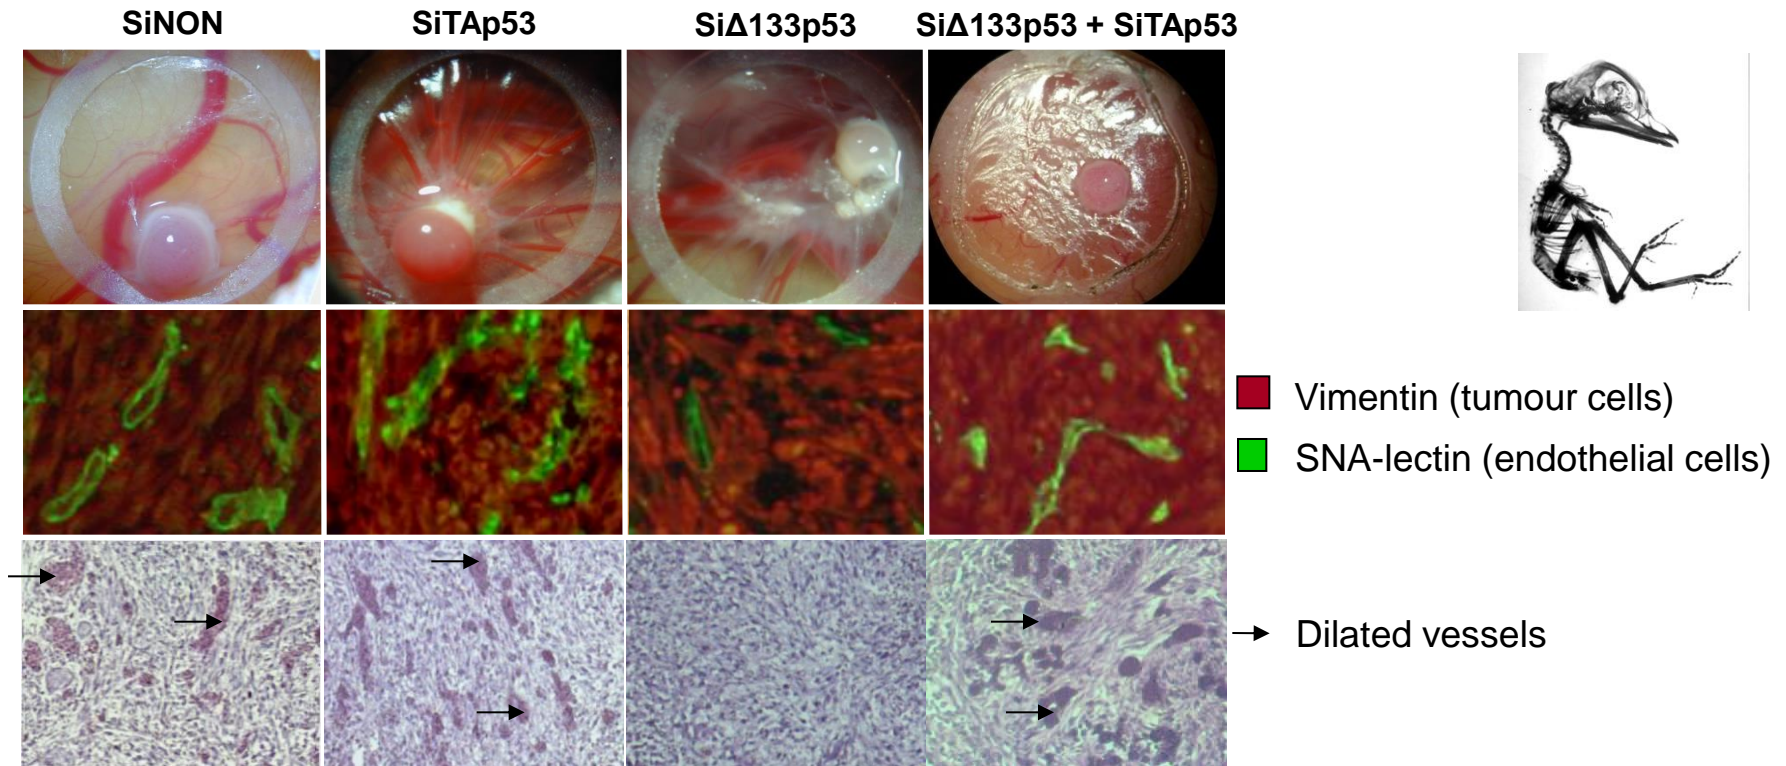 SiNON
SiTAp53
SiΔ133p53
SiΔ133p53 + SiTAp53
Vimentin (tumour cells)
SNA-lectin (endothelial cells)
Dilated vessels